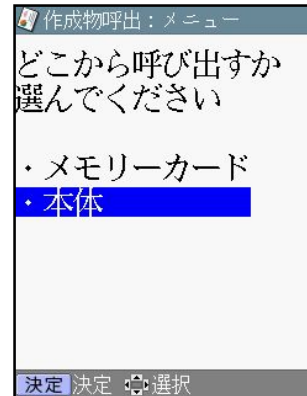 作成物呼出：メニュー
どこから呼び出すか
選んでください
・メモリーカード
・本体
決定 決定 選択